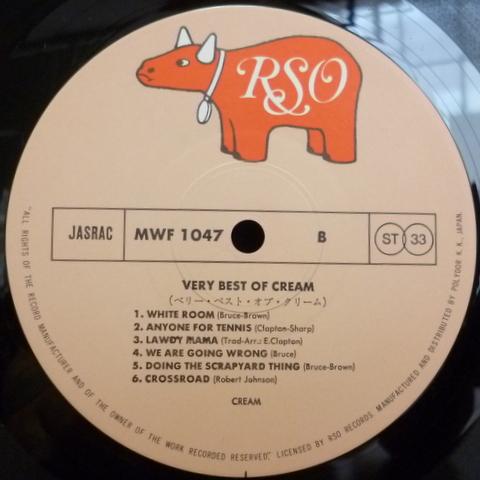 RSO
JASRAC MWF 1047 B ST 33
VERY BEST OF CREAM
(ベリー・ベスト・オブ・クリーム)
1. WHITE ROOM (Bruce-Brown)
2. ANYONE FOR TENNIS (Clapton-Sharp)
3. LAWDY MAMA (Trad-Arr.: E.Clapton)
4. WE ARE GOING WRONG (Bruce)
5. DOING THE SCRAPYARD THING (Bruce-Brown)
6. CROSSROAD (Robert Johnson)
CREAM
"ALL RIGHTS OF THE RECORD MANUFACTURER AND OF THE OWNER OF THE WORK RECORDED RESERVED," LICENSED BY RSO RECORDS. MANUFACTURED AND DISTRIBUTED BY POLYDOR K. K., JAPAN.